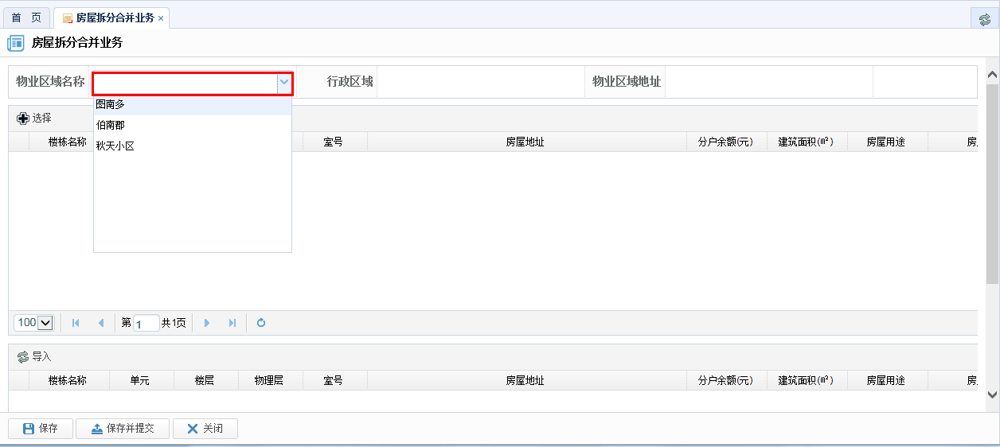 首 页 房屋拆分合并业务 ×
房屋拆分合并业务
物业区域名称 行政区域 物业区域地址
图南多
伯南郡
秋天小区
选择
楼栋名称 室号 房屋地址 分户余额(元) 建筑面积(㎡) 房屋用途 房
100 第 1 共1页
导入
楼栋名称 单元 楼层 物理层 室号 房屋地址 分户余额(元) 建筑面积(㎡) 房屋用途 房
保存 保存并提交 关闭